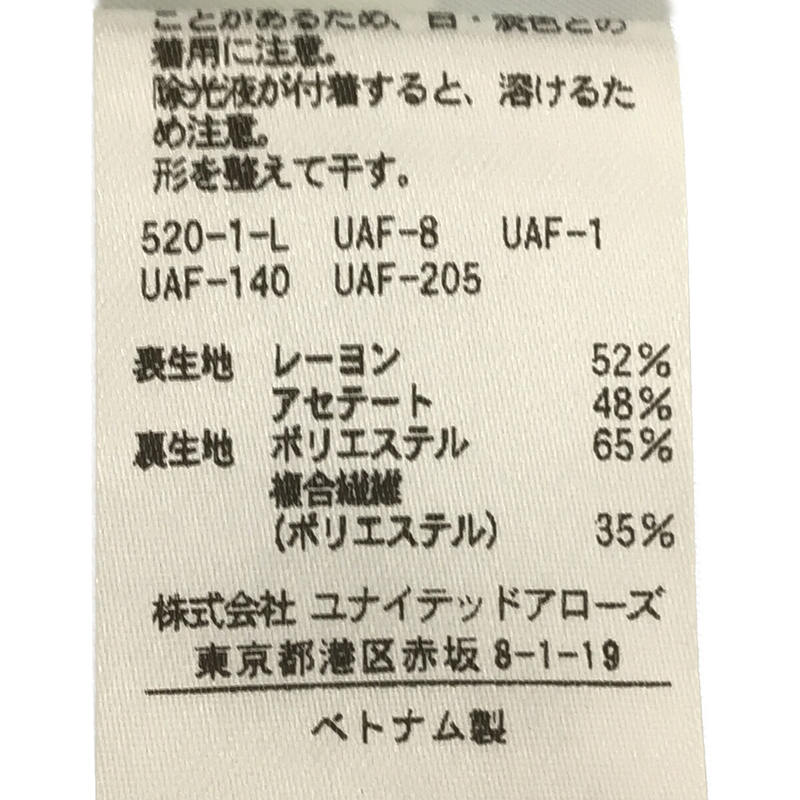 ことがあるため、白・淡色との
着用に注意。
除光液が付着すると、溶けるた
め注意。
形を整えて干す。
520-1-L UAF-8 UAF-1
UAF-140 UAF-205
表生地 レーヨン 52%
アセテート 48%
裏生地 ポリエステル 65%
複合繊維
(ポリエステル) 35%
株式会社 ユナイテッドアローズ
東京都港区赤坂 8-1-19
ベトナム製